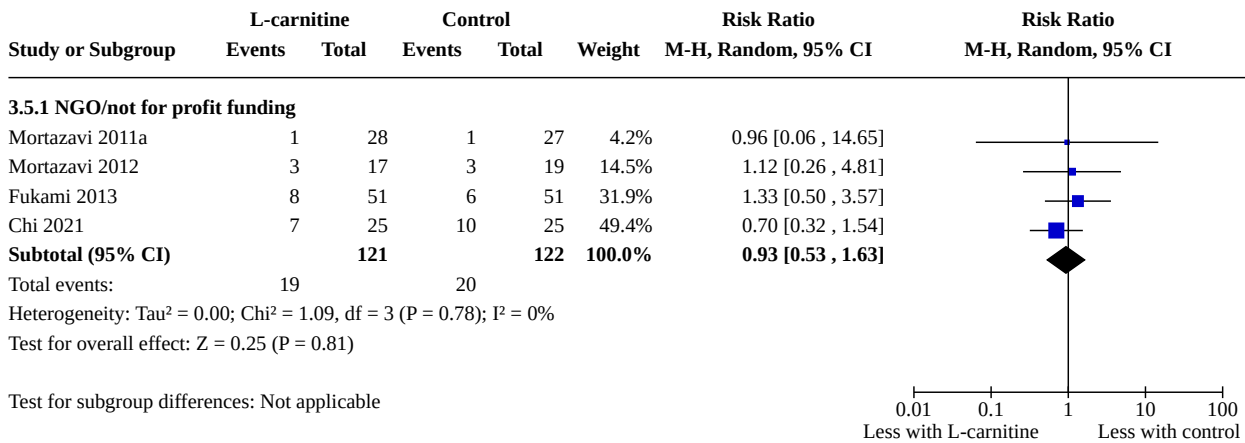 L-carnitine Control Risk Ratio Risk Ratio
Study or Subgroup Events Total Events Total Weight M-H, Random, 95% CI M-H, Random, 95% CI
3.5.1 NGO/not for profit funding
Mortazavi 2011a 1 28 1 27 4.2% 0.96 [0.06 , 14.65]
Mortazavi 2012 3 17 3 19 14.5% 1.12 [0.26 , 4.81]
Fukami 2013 8 51 6 51 31.9% 1.33 [0.50 , 3.57]
Chi 2021 7 25 10 25 49.4% 0.70 [0.32 , 1.54]
Subtotal (95% CI) 121 122 100.0% 0.93 [0.53 , 1.63]
Total events: 19 20
Heterogeneity: Tau² = 0.00; Chi² = 1.09, df = 3 (P = 0.78); I² = 0%
Test for overall effect: Z = 0.25 (P = 0.81)
Test for subgroup differences: Not applicable
0.01 0.1 1 10 100
Less with L-carnitine Less with control